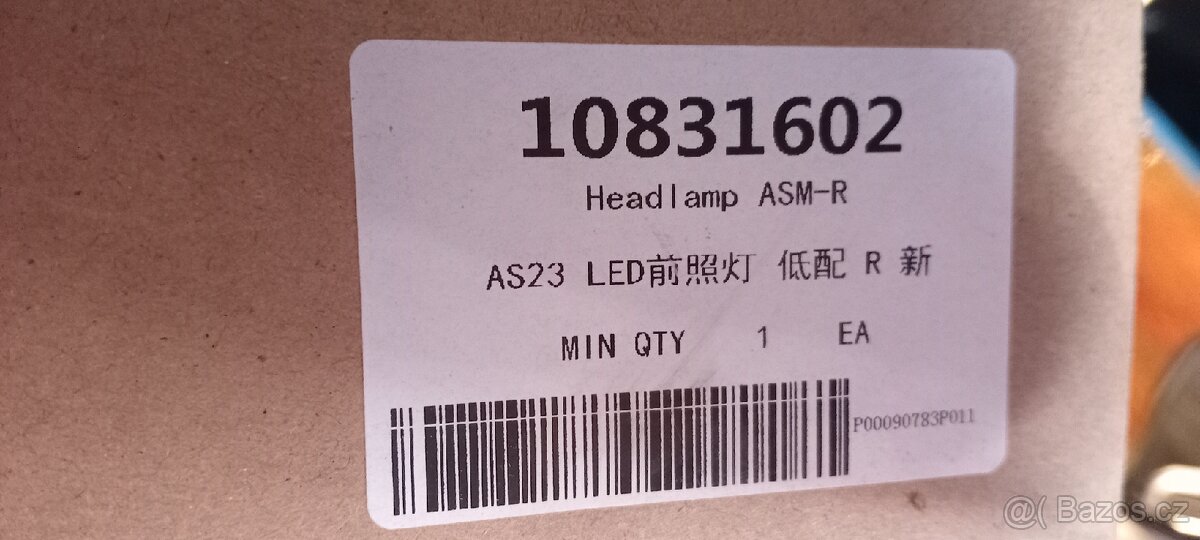 10831602
Headlamp ASM-R
AS23 LED前照灯 低配 R 新
MIN QTY 1 EA
P00090783P011
@( Bazos.cz